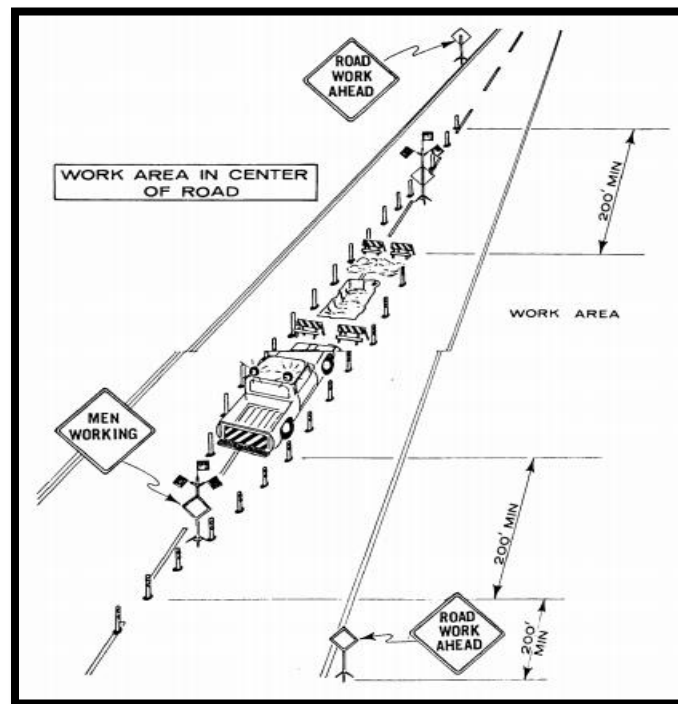 ROAD
WORK
AHEAD
WORK AREA IN CENTER
OF ROAD
200' MIN
WORK AREA
MEN
WORKING
200' MIN
ROAD
WORK
AHEAD
200'
MIN